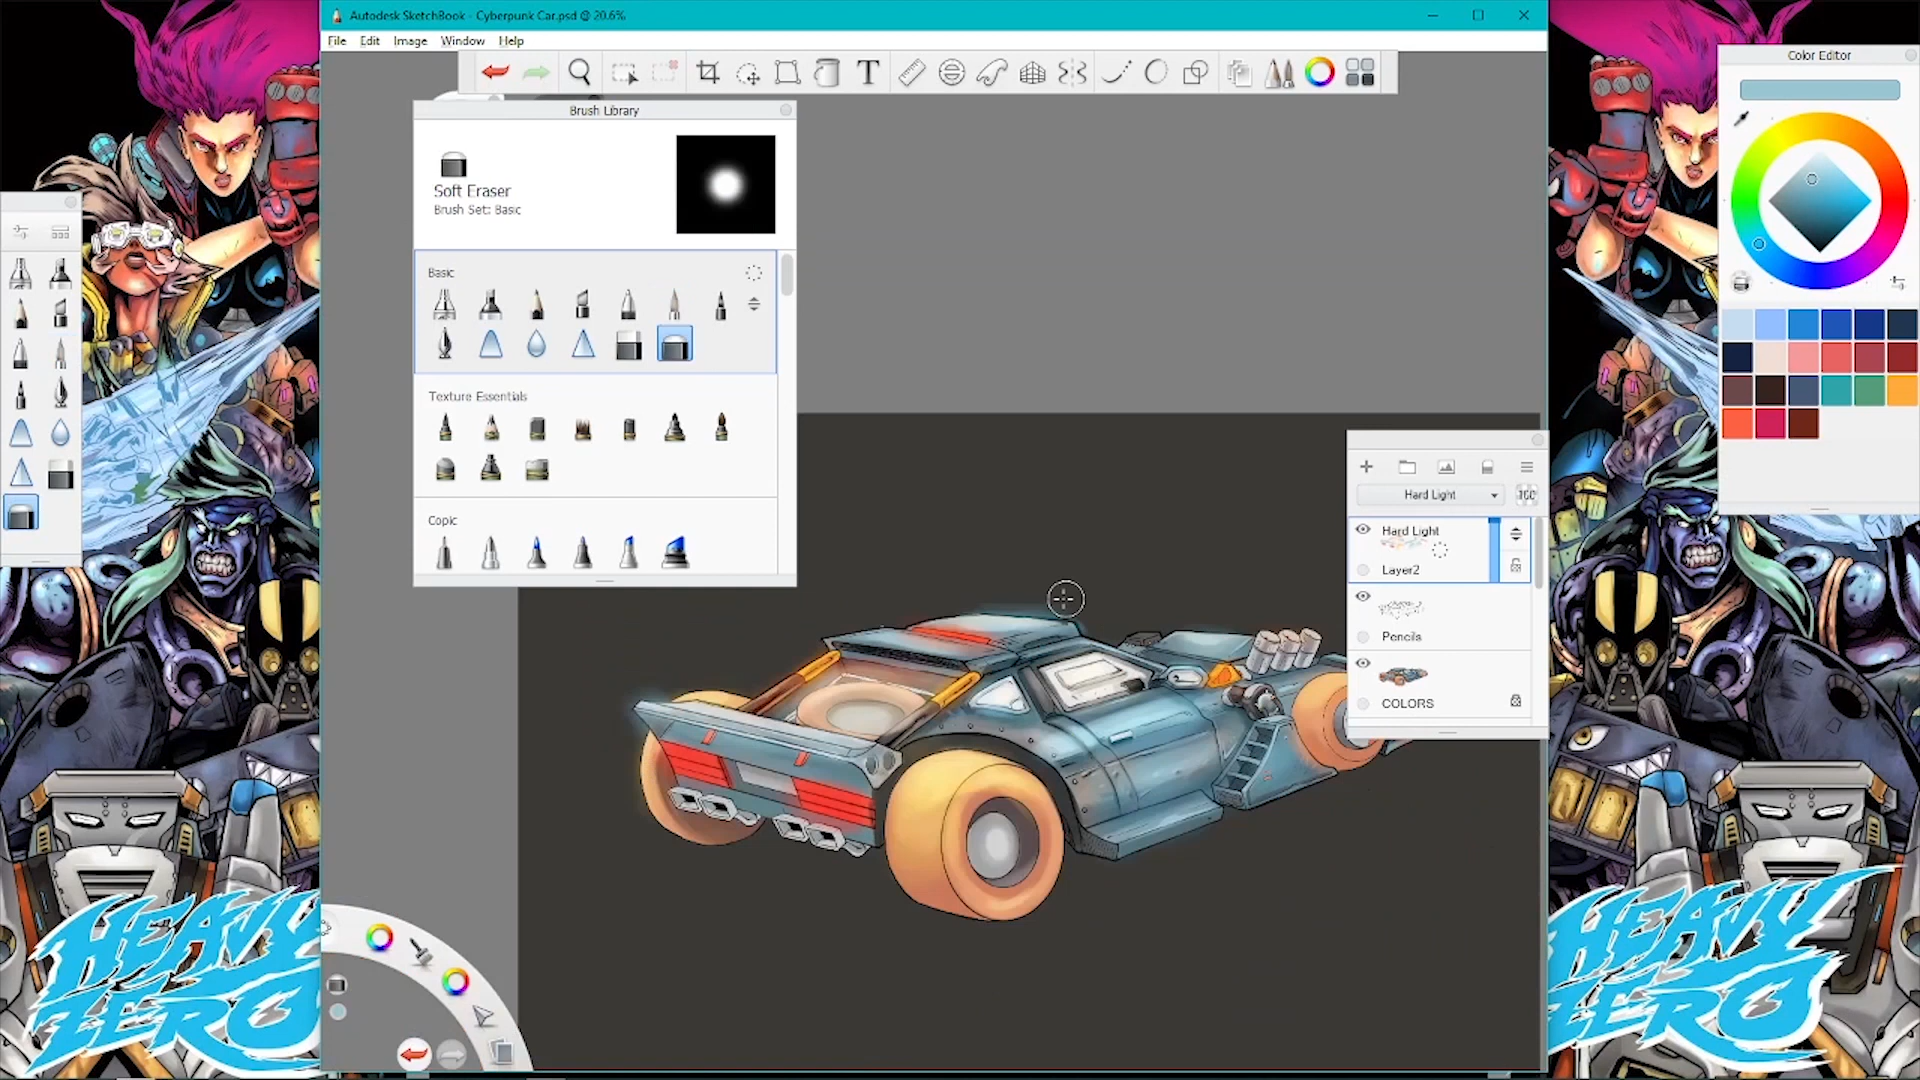 Autodesk SketchBook - Cyberpunk Car.psd @ 20.6%
File Edit Image Window Help
T
Brush Library
Soft Eraser
Brush Set: Basic
Basic
Texture Essentials
Copic
Hard Light
100
Hard Light
Layer2
Pencils
COLORS
Color Editor
HEAVY
ZERO
HEAVY
ZERO